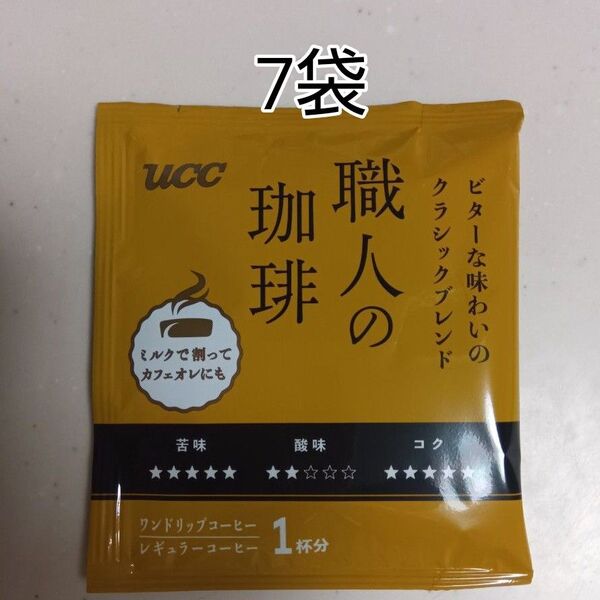 7袋
UCC
職人の
珈琲
ビターな味わいの
クラシックブレンド
ミルクで割って
カフェオレにも
苦味
★★★★★
酸味
★★☆☆☆
コク
★★★★★
ワンドリップコーヒー
レギュラーコーヒー
1杯分